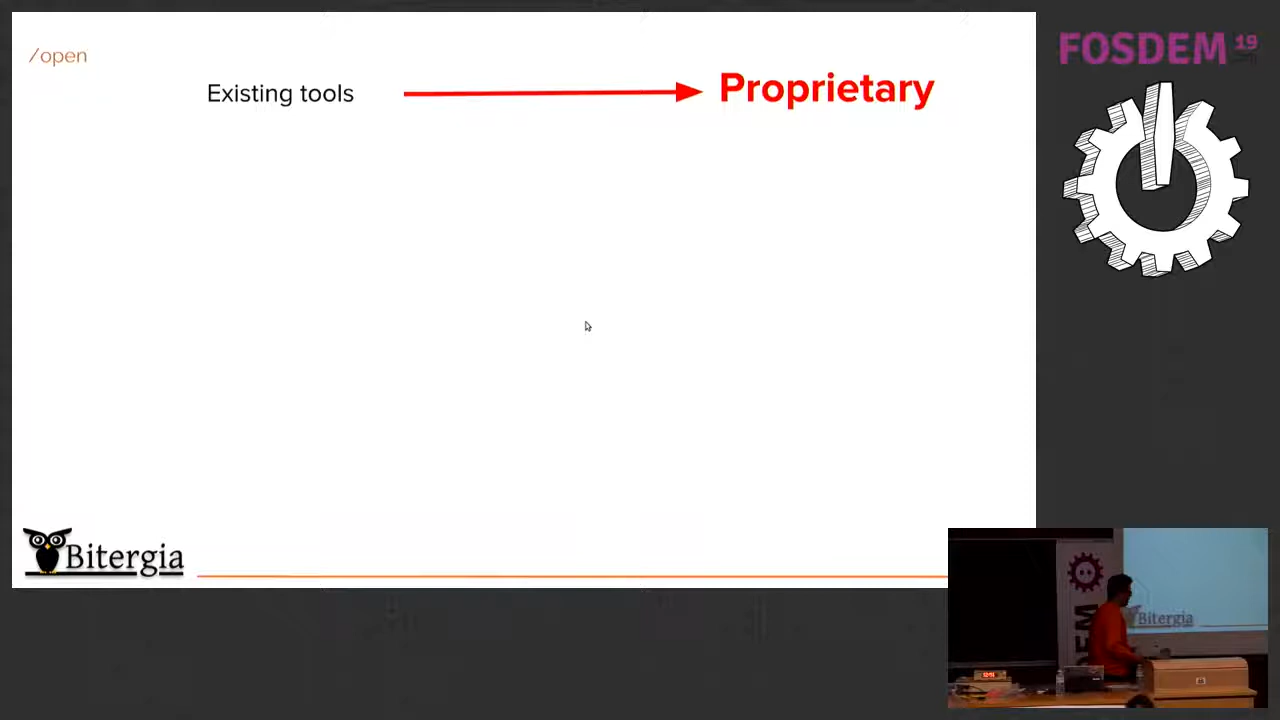 /open
Existing tools
Proprietary
Bitergia
FOSDEM 19
Bitergia